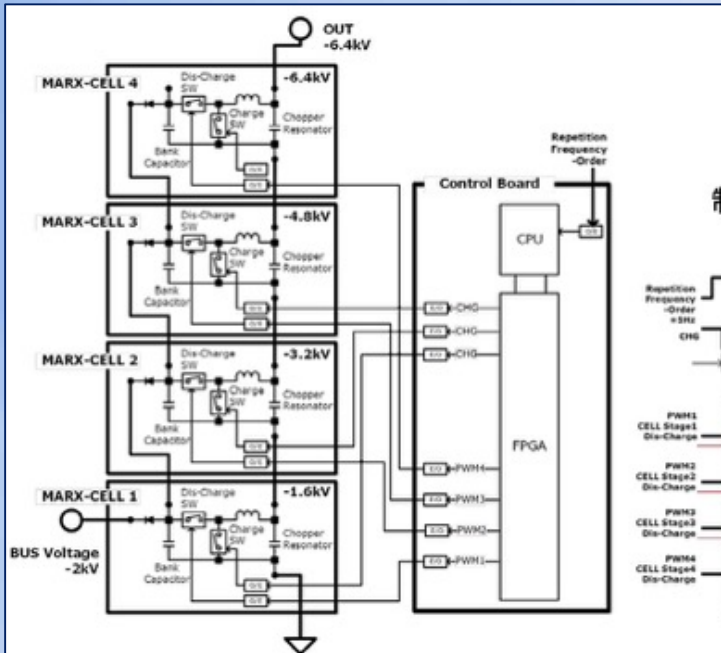 OUT
-6.4kV
MARX-CELL 4
Dis-Charge
SW
-6.4kV
Charge
SW
Chopper
Resonator
Bank
Capacitor
O/E
O/E
MARX-CELL 3
Dis-Charge
SW
-4.8kV
Charge
SW
Chopper
Resonator
Bank
Capacitor
O/E
O/E
MARX-CELL 2
Dis-Charge
SW
-3.2kV
Charge
SW
Chopper
Resonator
Bank
Capacitor
O/E
O/E
MARX-CELL 1
Dis-Charge
SW
-1.6kV
Charge
SW
Chopper
Resonator
BUS Voltage
-2kV
Bank
Capacitor
O/E
O/E
Repetition
Frequency
-Order
Control Board
CPU
O/E
E/O
CHG
E/O
CHG
E/O
CHG
FPGA
E/O
PWM4
E/O
PWM3
E/O
PWM2
E/O
PWM1
Repetition
Frequency
-Order
=5Hz
CHG
PWM1
CELL Stage1
Dis-Charge
PWM2
CELL Stage2
Dis-Charge
PWM3
CELL Stage3
Dis-Charge
PWM4
CELL Stage4
Dis-Charge